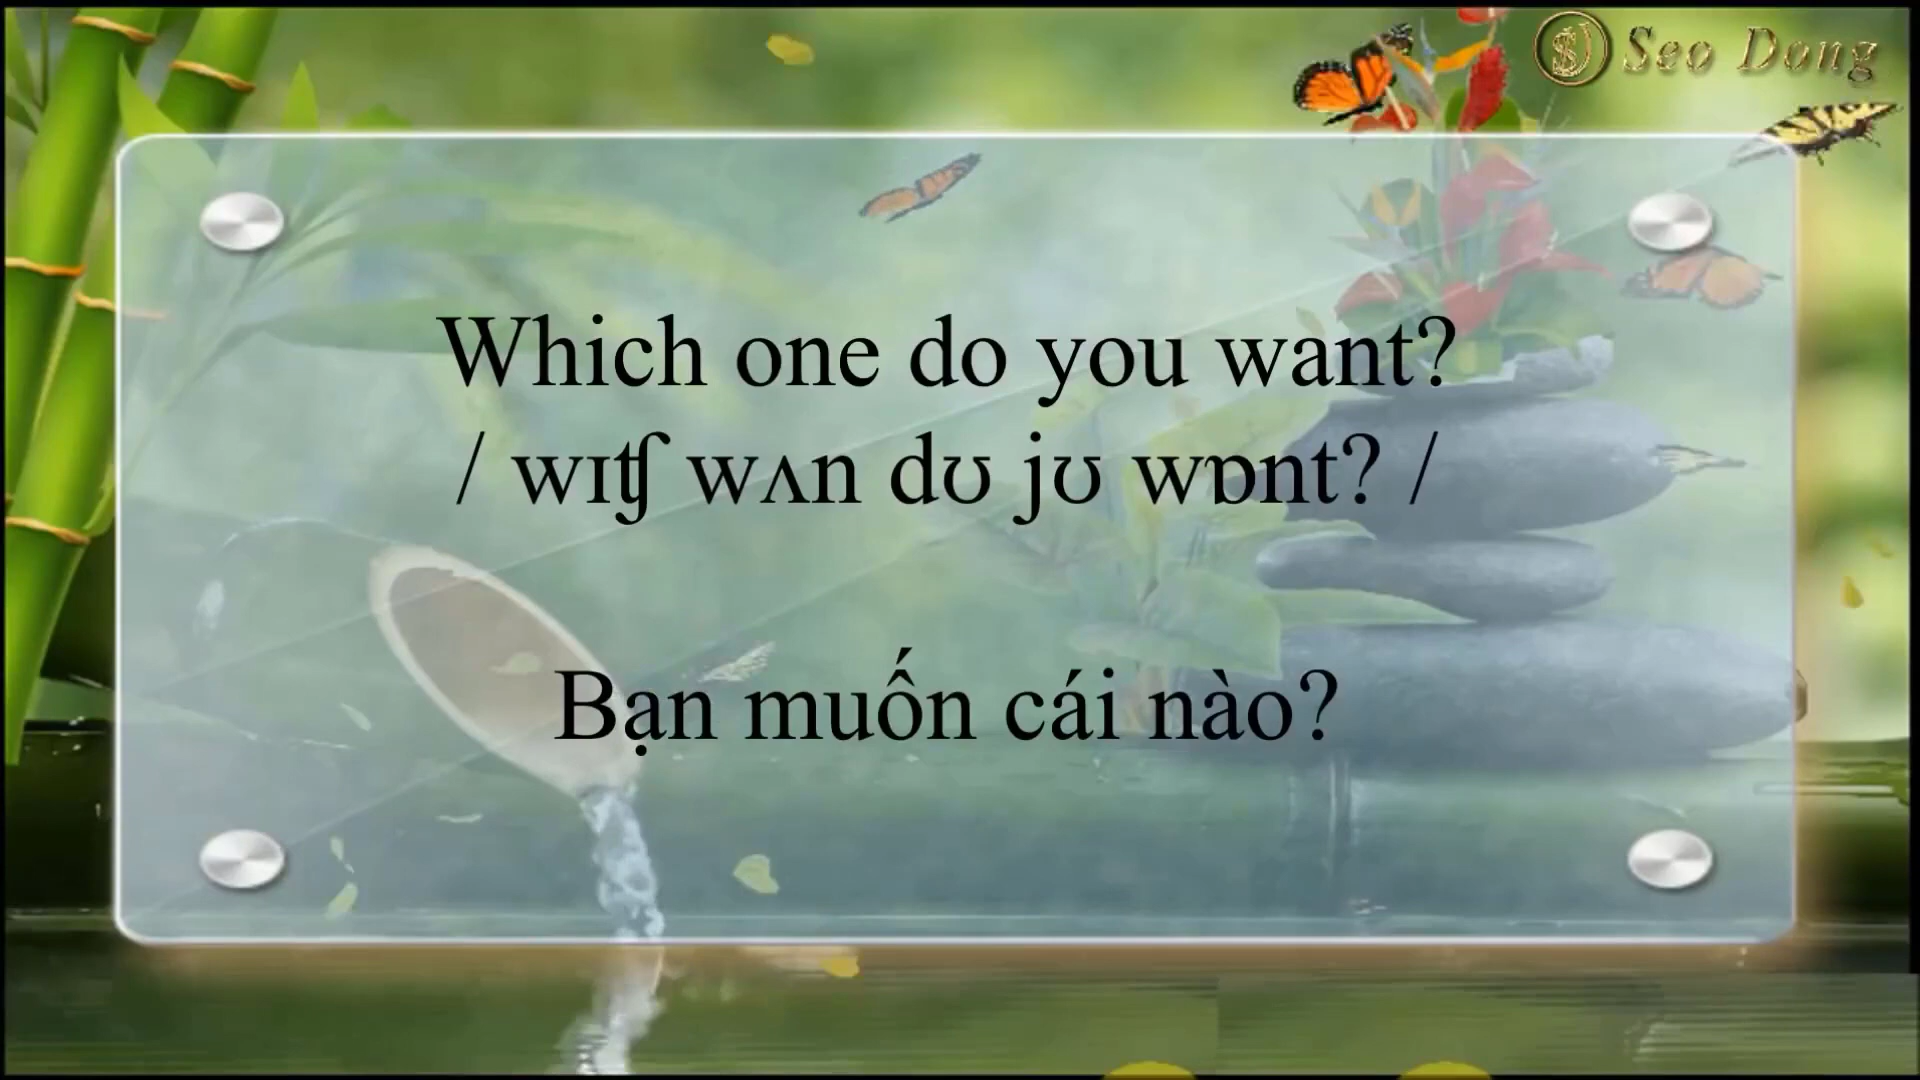 Seo Dong
Which one do you want?
/ wɪʧ wʌn dʊ jʊ wɒnt? /
Bạn muốn cái nào?